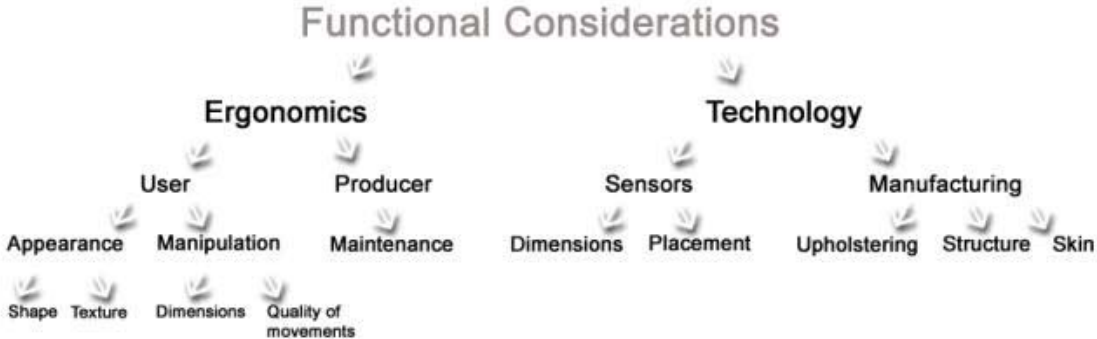 Functional Considerations
Ergonomics Technology
User Producer Sensors Manufacturing
Appearance Manipulation Maintenance Dimensions Placement Upholstering Structure Skin
Shape Texture Dimensions Quality of
movements